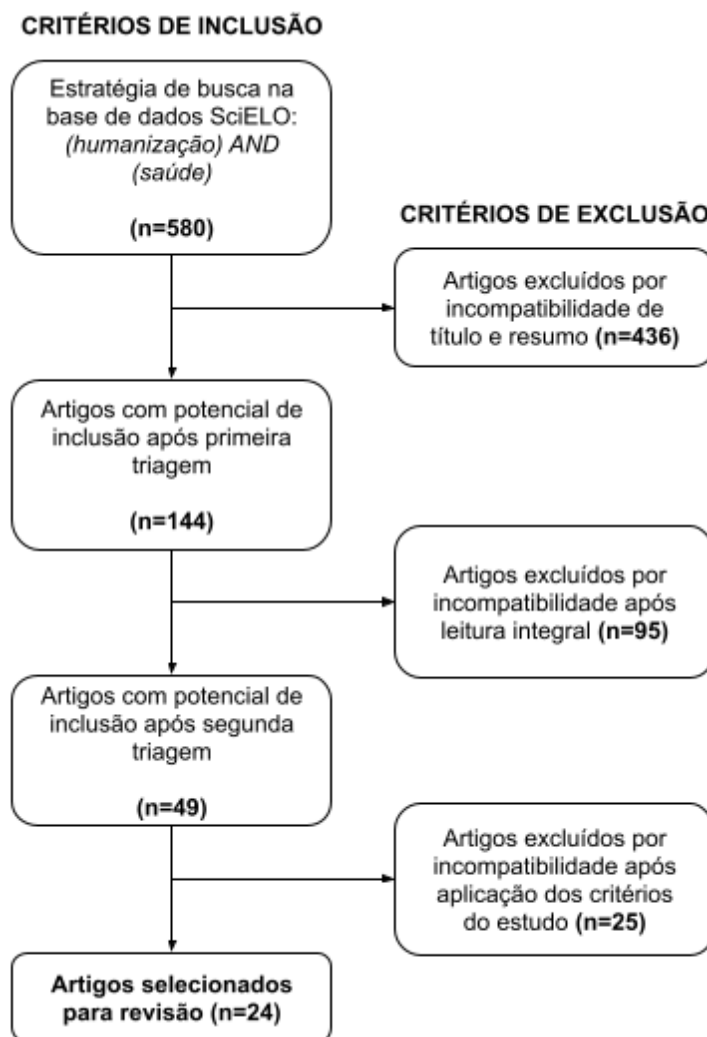 CRITÉRIOS DE INCLUSÃO
Estratégia de busca na
base de dados SciELO:
(humanização) AND
(saúde)
(n=580)
CRITÉRIOS DE EXCLUSÃO
Artigos excluídos por
incompatibilidade de
título e resumo (n=436)
Artigos com potencial de
inclusão após primeira
triagem
(n=144)
Artigos excluídos por
incompatibilidade após
leitura integral (n=95)
Artigos com potencial de
inclusão após segunda
triagem
(n=49)
Artigos excluídos por
incompatibilidade após
aplicação dos critérios
do estudo (n=25)
Artigos selecionados
para revisão (n=24)